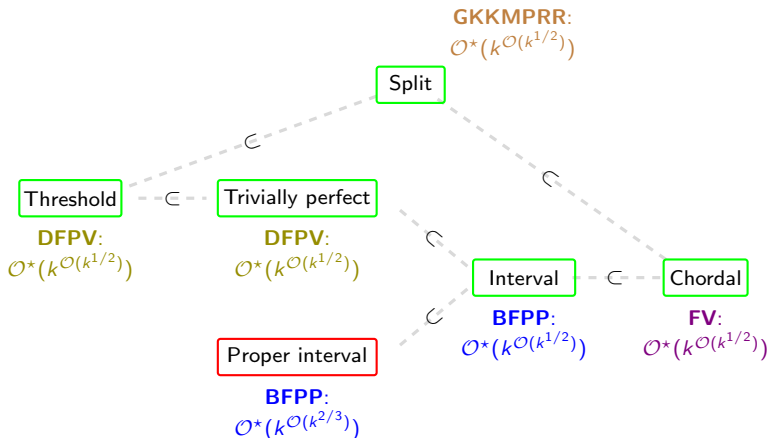 GKKMPRR:
𝒪*(k^𝒪(k^1/2))
Split
⊂
⊂
Threshold
⊂
Trivially perfect
DFPV:
𝒪*(k^𝒪(k^1/2))
DFPV:
𝒪*(k^𝒪(k^1/2))
⊂
Interval
⊂
Chordal
⊂
BFPP:
𝒪*(k^𝒪(k^1/2))
FV:
𝒪*(k^𝒪(k^1/2))
Proper interval
BFPP:
𝒪*(k^𝒪(k^2/3))